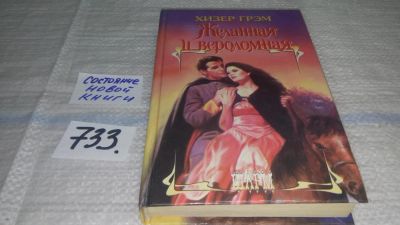 ХИЗЕР ГРЭМ
Желанная
и вероломная
Состояние
новой
книги
733.